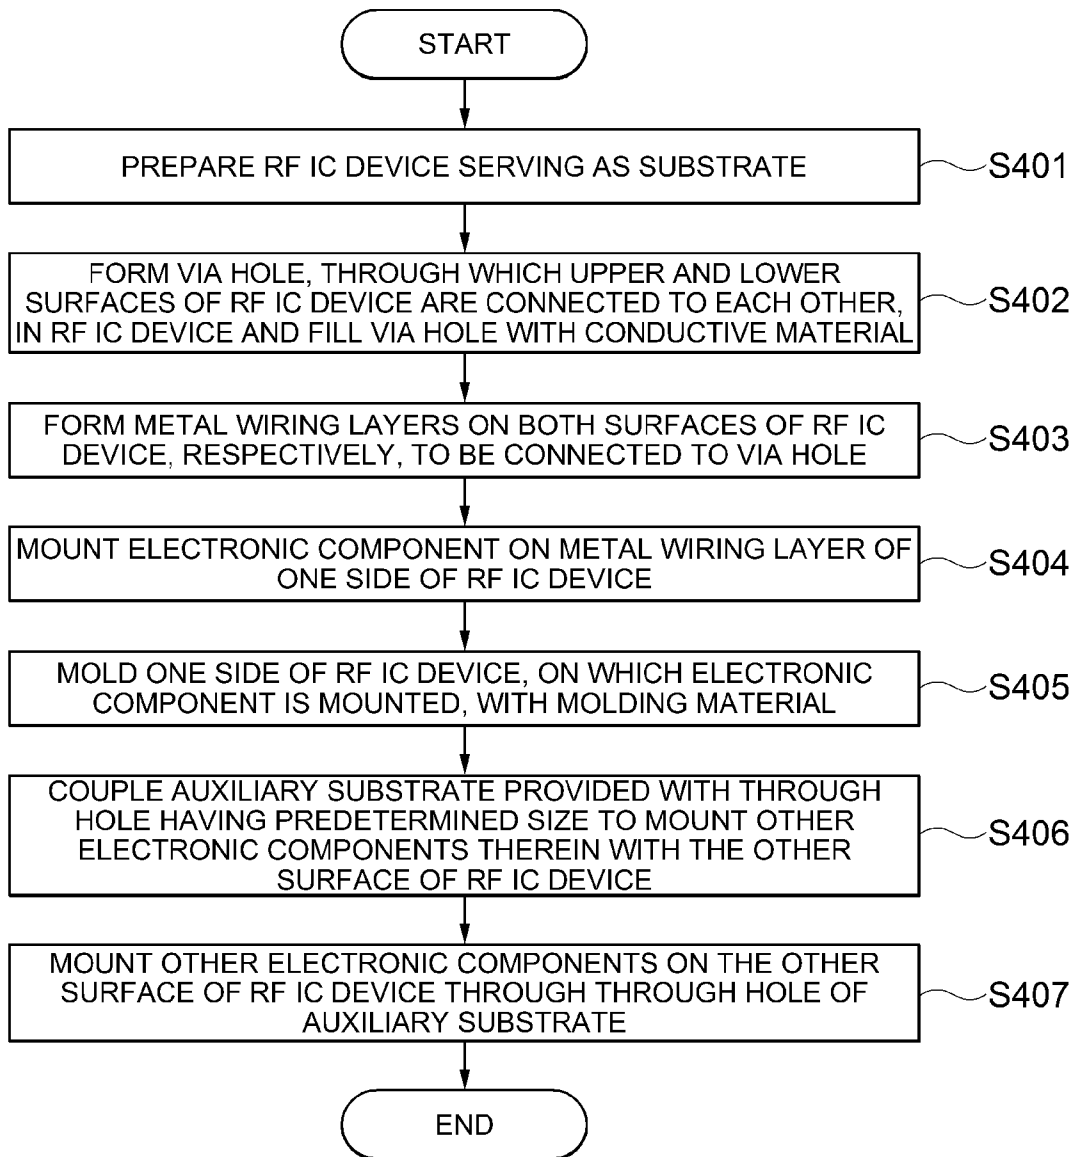 START
PREPARE RF IC DEVICE SERVING AS SUBSTRATE
S401
FORM VIA HOLE, THROUGH WHICH UPPER AND LOWER
SURFACES OF RF IC DEVICE ARE CONNECTED TO EACH OTHER,
IN RF IC DEVICE AND FILL VIA HOLE WITH CONDUCTIVE MATERIAL
S402
FORM METAL WIRING LAYERS ON BOTH SURFACES OF RF IC
DEVICE, RESPECTIVELY, TO BE CONNECTED TO VIA HOLE
S403
MOUNT ELECTRONIC COMPONENT ON METAL WIRING LAYER OF
ONE SIDE OF RF IC DEVICE
S404
MOLD ONE SIDE OF RF IC DEVICE, ON WHICH ELECTRONIC
COMPONENT IS MOUNTED, WITH MOLDING MATERIAL
S405
COUPLE AUXILIARY SUBSTRATE PROVIDED WITH THROUGH
HOLE HAVING PREDETERMINED SIZE TO MOUNT OTHER
ELECTRONIC COMPONENTS THEREIN WITH THE OTHER
SURFACE OF RF IC DEVICE
S406
MOUNT OTHER ELECTRONIC COMPONENTS ON THE OTHER
SURFACE OF RF IC DEVICE THROUGH THROUGH HOLE OF
AUXILIARY SUBSTRATE
S407
END